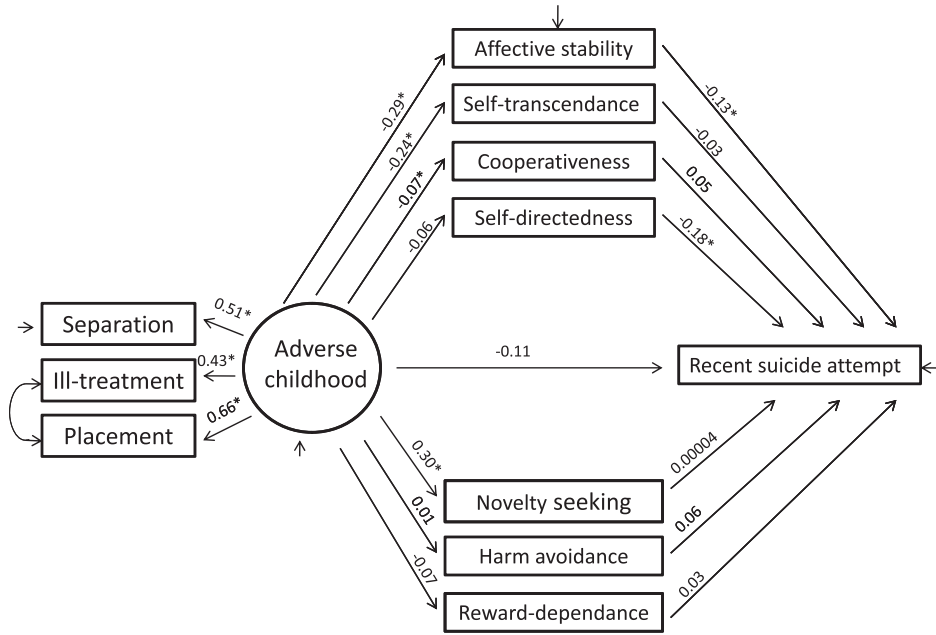 Affective stability
Self-transcendance
Cooperativeness
Self-directedness
-0.29*
-0.24*
-0.07*
-0.06
-0.13*
-0.03
0.05
-0.18*
Separation
Ill-treatment
Placement
0.51*
0.43*
0.66*
Adverse
childhood
-0.11
Recent suicide attempt
0.30*
0.01
-0.07
Novelty seeking
Harm avoidance
Reward-dependance
0.00004
0.06
0.03